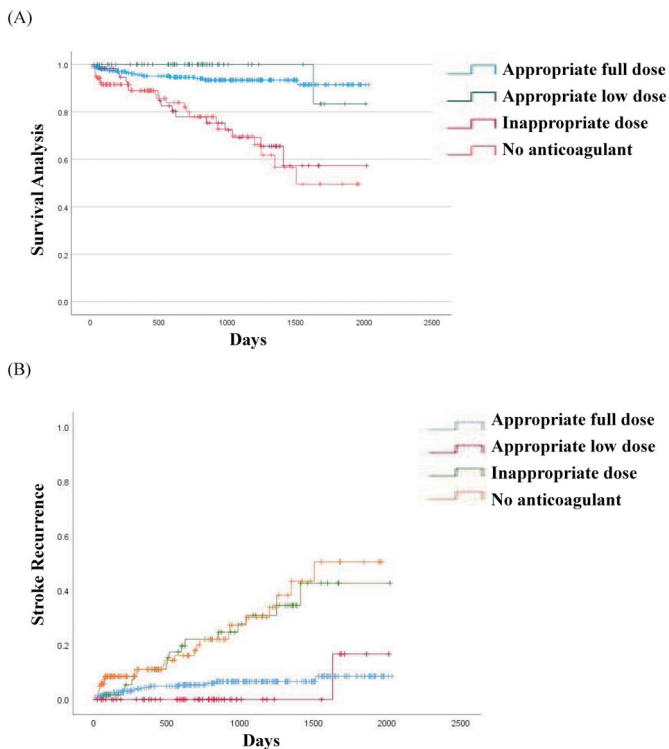 (A)
1.0
0.8
0.6
0.4
0.2
0.0
Survival Analysis
0
500
1000
1500
2000
2500
Days
Appropriate full dose
Appropriate low dose
Inappropriate dose
No anticoagulant
(B)
1.0
0.8
0.6
0.4
0.2
0.0
Stroke Recurrence
0
500
1000
1500
2000
2500
Days
Appropriate full dose
Appropriate low dose
Inappropriate dose
No anticoagulant